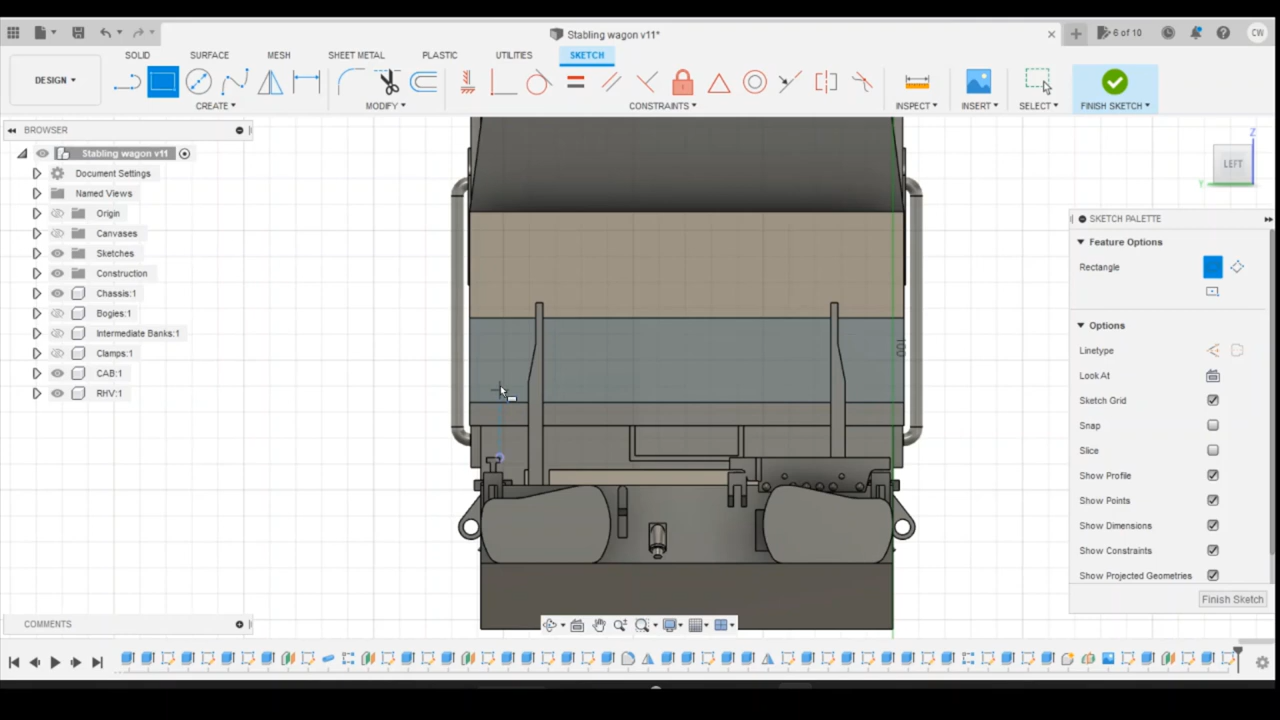 Stabling wagon v11*
6 of 10
CW
SOLID
SURFACE
MESH
SHEET METAL
PLASTIC
UTILITIES
SKETCH
DESIGN
CREATE
MODIFY
CONSTRAINTS
INSPECT
INSERT
SELECT
FINISH SKETCH
BROWSER
Stabling wagon v11
Document Settings
Named Views
Origin
Canvases
Sketches
Construction
Chassis:1
Bogies:1
Intermediate Banks:1
Clamps:1
CAB:1
RHV:1
100
Z
LEFT
Y
SKETCH PALETTE
Feature Options
Rectangle
Options
Linetype
Look At
Sketch Grid
Snap
Slice
Show Profile
Show Points
Show Dimensions
Show Constraints
Show Projected Geometries
Finish Sketch
COMMENTS